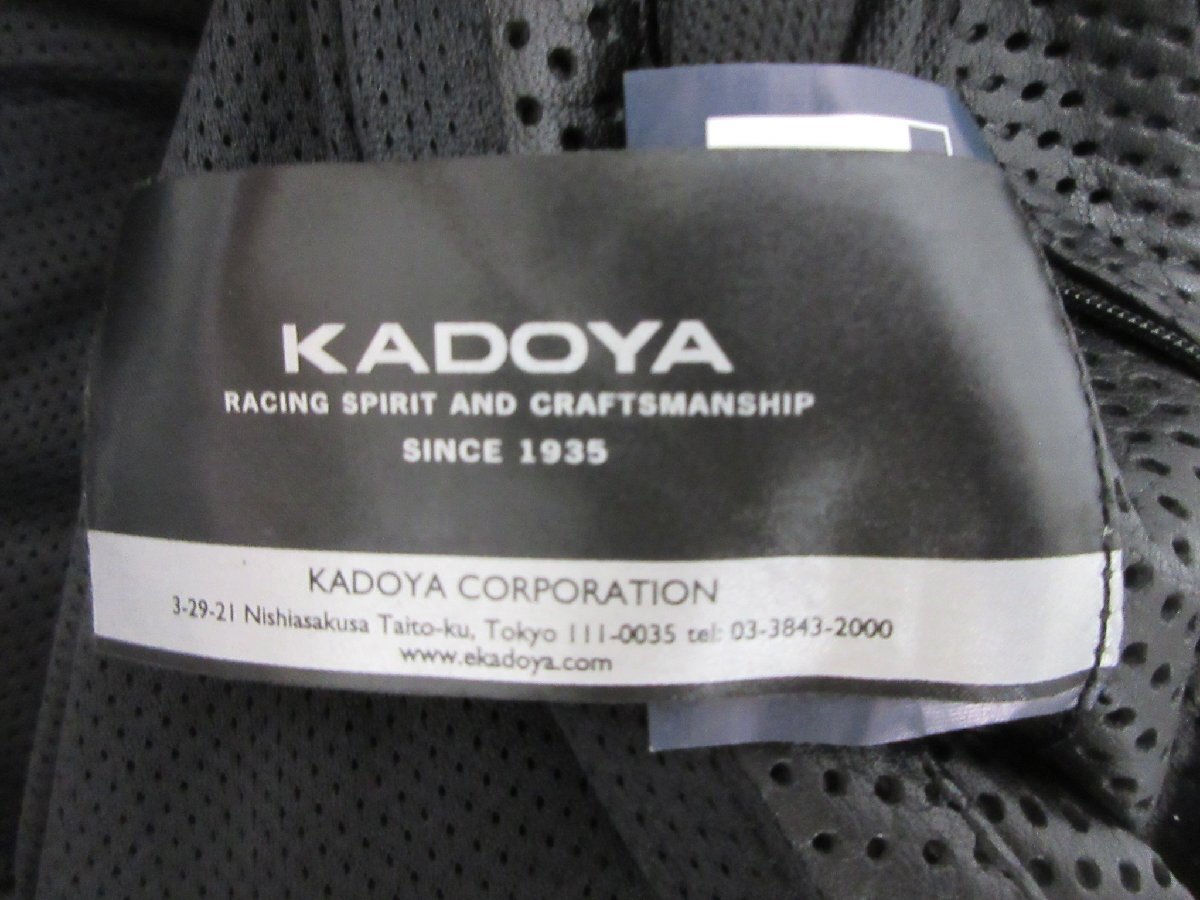 KADOYA
RACING SPIRIT AND CRAFTSMANSHIP
SINCE 1935
KADOYA CORPORATION
3-29-21 Nishiasakusa Taito-ku, Tokyo 111-0035 tel: 03-3843-2000
www.ekadoya.com